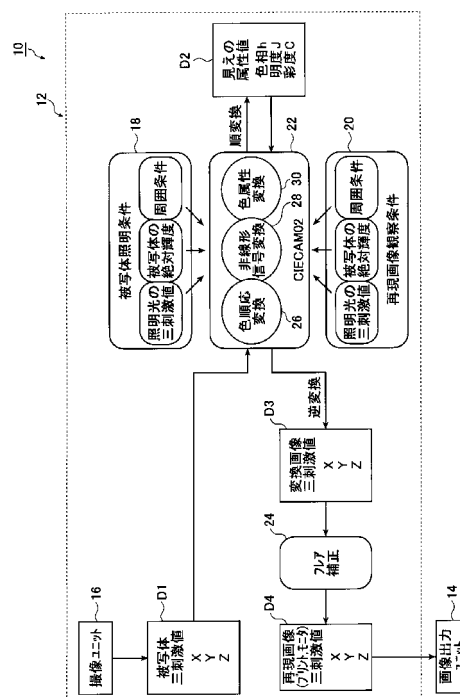 10
12
撮像ユニット
16
D1
被写体
三刺激値
X
Y
Z
18
被写体照明条件
照明光の
三刺激値
被写体の
絶対輝度
周囲条件
色順応
変換
26
非線形
信号変換
28
色属性
変換
30
CIECAM02
22
順変換
D2
見えの
属性値
色相h
明度J
彩度C
照明光の
三刺激値
被写体の
絶対輝度
周囲条件
再現画像観察条件
20
逆変換
D3
変換画像
三刺激値
X
Y
Z
24
フレア
補正
D4
再現画像
(プリント,モニタ)
三刺激値
X
Y
Z
画像出力
ユニット
14